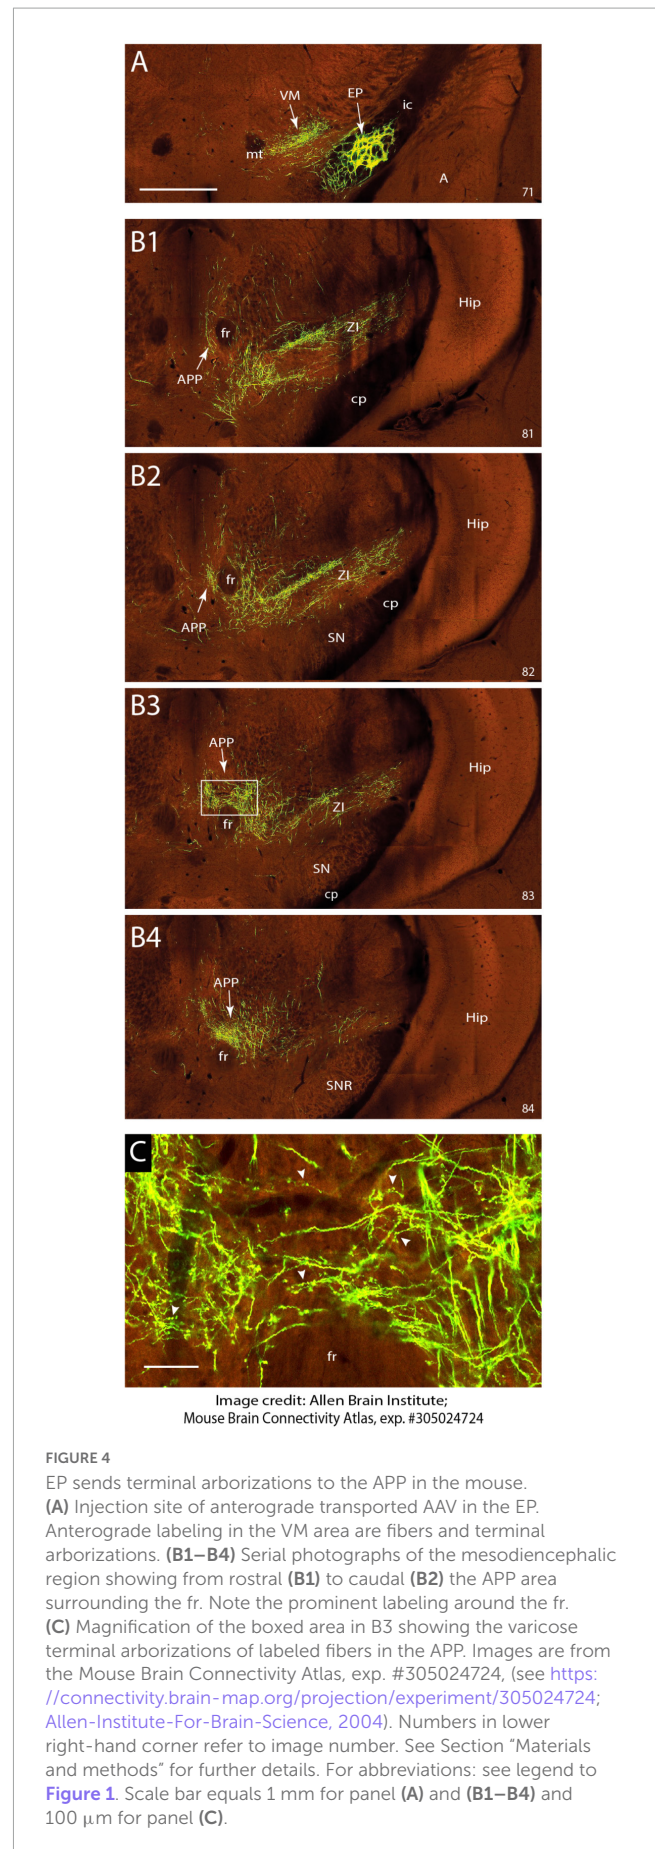 A
VM
EP
ic
mt
A
71
B1
Hip
fr
ZI
APP
cp
81
B2
Hip
fr
ZI
cp
APP
SN
82
B3
APP
Hip
ZI
fr
SN
cp
83
B4
APP
Hip
fr
SNR
84
C
fr
Image credit: Allen Brain Institute;
Mouse Brain Connectivity Atlas, exp. #305024724
FIGURE 4
EP sends terminal arborizations to the APP in the mouse.
(A) Injection site of anterograde transported AAV in the EP.
Anterograde labeling in the VM area are fibers and terminal
arborizations. (B1–B4) Serial photographs of the mesodiencephalic
region showing from rostral (B1) to caudal (B2) the APP area
surrounding the fr. Note the prominent labeling around the fr.
(C) Magnification of the boxed area in B3 showing the varicose
terminal arborizations of labeled fibers in the APP. Images are from
the Mouse Brain Connectivity Atlas, exp. #305024724, (see https:
//connectivity.brain-map.org/projection/experiment/305024724;
Allen-Institute-For-Brain-Science, 2004). Numbers in lower
right-hand corner refer to image number. See Section “Materials
and methods” for further details. For abbreviations: see legend to
Figure 1. Scale bar equals 1 mm for panel (A) and (B1–B4) and
100 μm for panel (C).